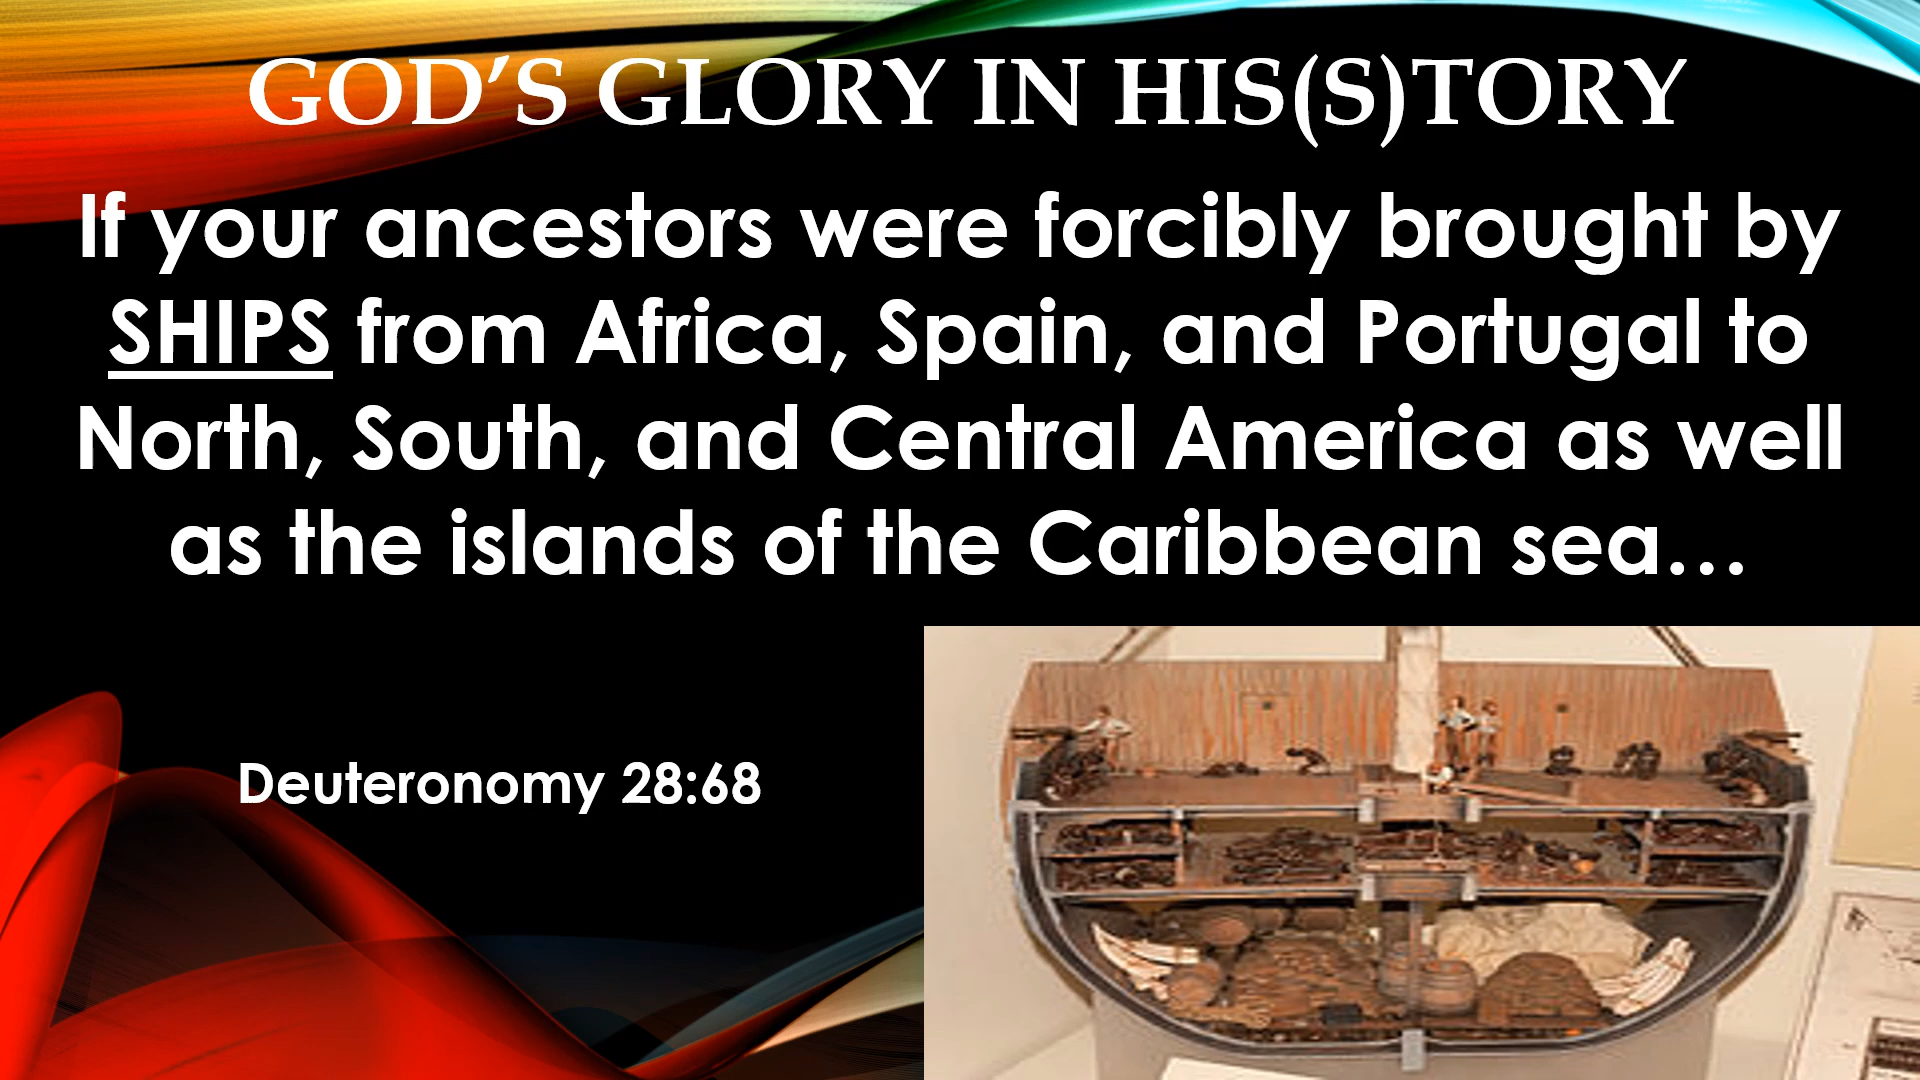 GOD’S GLORY IN HIS(S)TORY
If your ancestors were forcibly brought by
SHIPS from Africa, Spain, and Portugal to
North, South, and Central America as well
as the islands of the Caribbean sea…
Deuteronomy 28:68